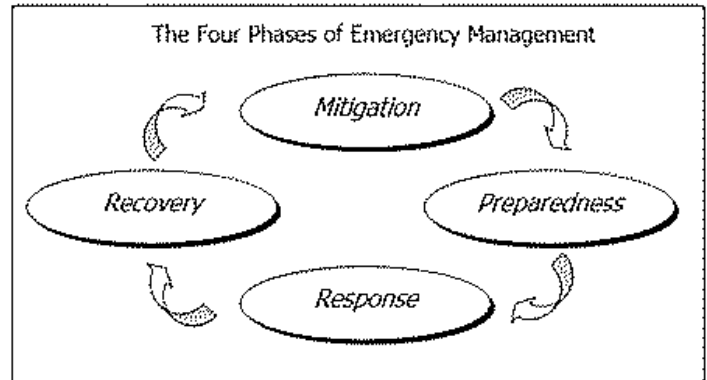 The Four Phases of Emergency Management
Mitigation
Recovery
Preparedness
Response